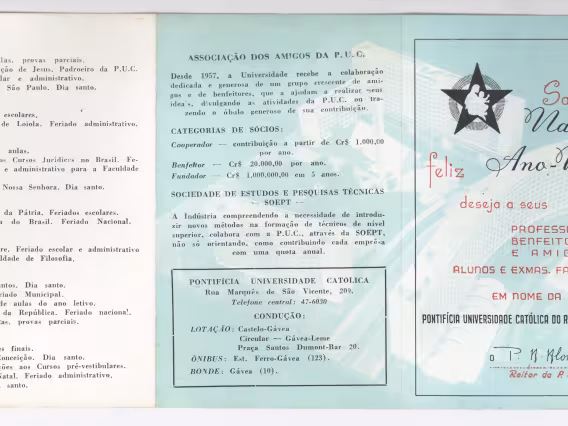 las, provas parciais.
ção de Jesus, Padroeiro da P.U.C.
lar e administrativo.
São Paulo. Dia santo.
escolares.
de Loiola. Feriado administrativo.
aulas.
os Cursos Jurídicos no Brasil. Fe-
e administrativo para a Faculdade
Nossa Senhora. Dia santo.
da Pátria. Feriados escolares.
do Brasil. Feriado Nacional.
re. Feriado escolar e administrativo
ldade de Filosofia.
ntos. Dia santo.
riado Municipal.
de aulas do ano letivo.
da República. Feriado nacional.
tas, provas parciais.
es finais.
Conceição. Dia santo.
ções aos Cursos pré-vestibulares.
Natal. Feriado administrativo.
santo.
ASSOCIAÇÃO DOS AMIGOS DA P.U.C.
Desde 1957, a Universidade recebe a colaboração
dedicada e generosa de um grupo crescente de ami-
gos e de benfeitores, que a ajudam a realizar seus
ideais, divulgando as atividades da P.U.C. ou tra-
zendo o óbulo generoso de sua contribuição.
CATEGORIAS DE SÓCIOS:
Cooperador — contribuição a partir de Cr$ 1.000,00
por ano.
Benfeitor — Cr$ 20.000,00 por ano.
Fundador — Cr$ 1.000.000,00 em 5 anos.
SOCIEDADE DE ESTUDOS E PESQUISAS TÉCNICAS
— SOEPT —
A Indústria compreendendo a necessidade de introdu-
zir novos métodos na formação de técnicos de nível
superior, colabora com a P.U.C., através da SOEPT,
não só orientando, como contribuindo cada emprêsa
com uma quota anual.
PONTIFÍCIA UNIVERSIDADE CATÓLICA
Rua Marquês de São Vicente, 209.
Telefone central: 47-6030
CONDUÇÃO:
LOTAÇÃO: Castelo-Gávea
Circular — Gávea-Leme
Praça Santos Dumont-Bar 20.
ÔNIBUS: Est. Ferro-Gávea (123).
BONDE: Gávea (10).
feliz
Ano-
deseja a seus
PROFESS
BENFEITO
E AMIG
ALUNOS E EXMAS. FA
EM NOME DA
PONTIFÍCIA UNIVERSIDADE CATÓLICA DO R
Reitor da P.